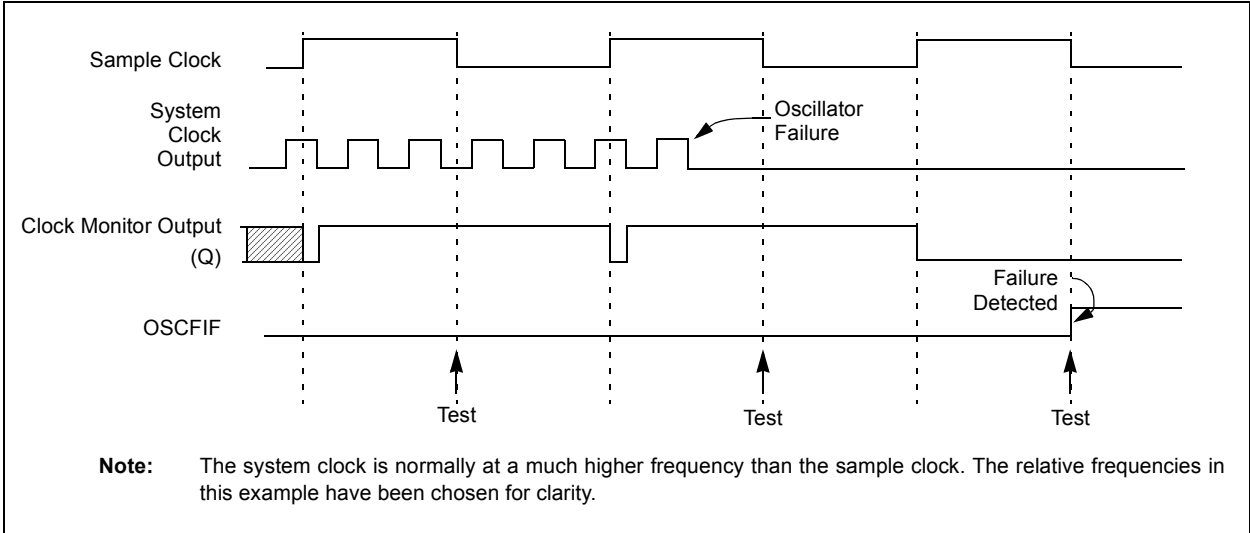 Sample Clock
System
Clock
Output
Oscillator
Failure
Clock Monitor Output
(Q)
Failure
Detected
OSCFIF
Test
Test
Test
Note: The system clock is normally at a much higher frequency than the sample clock. The relative frequencies in
this example have been chosen for clarity.